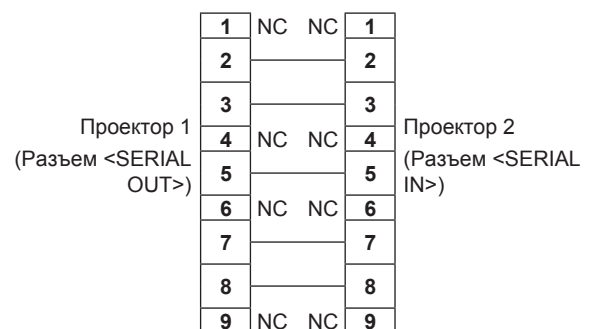 1 NC NC 1
2 2
3 3
Проектор 1
(Разъем <SERIAL
OUT>)
4 NC NC 4
5 5
Проектор 2
(Разъем <SERIAL
IN>)
6 NC NC 6
7 7
8 8
9 NC NC 9